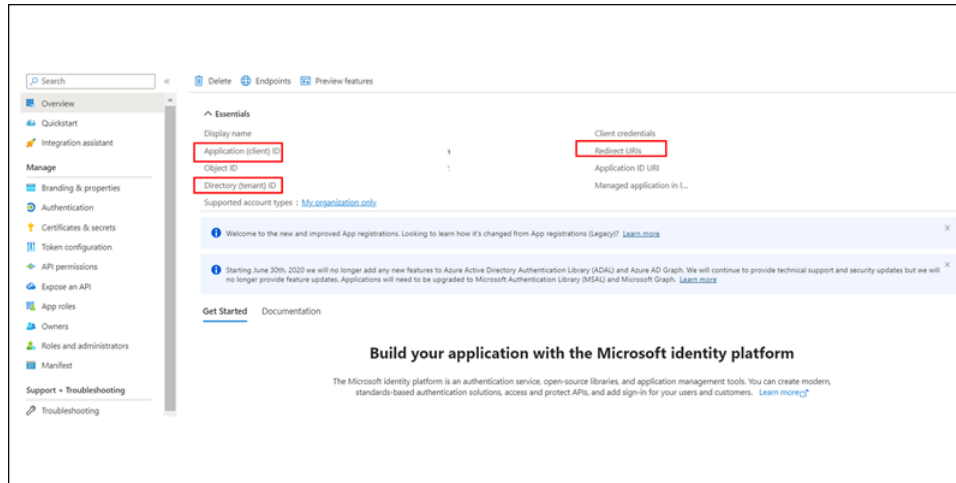 Search
«
Delete
Endpoints
Preview features
Overview
Quickstart
Integration assistant
Manage
Branding & properties
Authentication
Certificates & secrets
Token configuration
API permissions
Expose an API
App roles
Owners
Roles and administrators
Manifest
Support + Troubleshooting
Troubleshooting
Essentials
Display name
Application (client) ID
Object ID
Directory (tenant) ID
Supported account types : My organization only
Client credentials
Redirect URIs
Application ID URI
Managed application in l...
Welcome to the new and improved App registrations. Looking to learn how it's changed from App registrations (Legacy)? Learn more
Starting June 30th, 2020 we will no longer add any new features to Azure Active Directory Authentication Library (ADAL) and Azure AD Graph. We will continue to provide technical support and security updates but we will
no longer provide feature updates. Applications will need to be upgraded to Microsoft Authentication Library (MSAL) and Microsoft Graph. Learn more
Get Started
Documentation
Build your application with the Microsoft identity platform
The Microsoft identity platform is an authentication service, open-source libraries, and application management tools. You can create modern,
standards-based authentication solutions, access and protect APIs, and add sign-in for your users and customers. Learn more